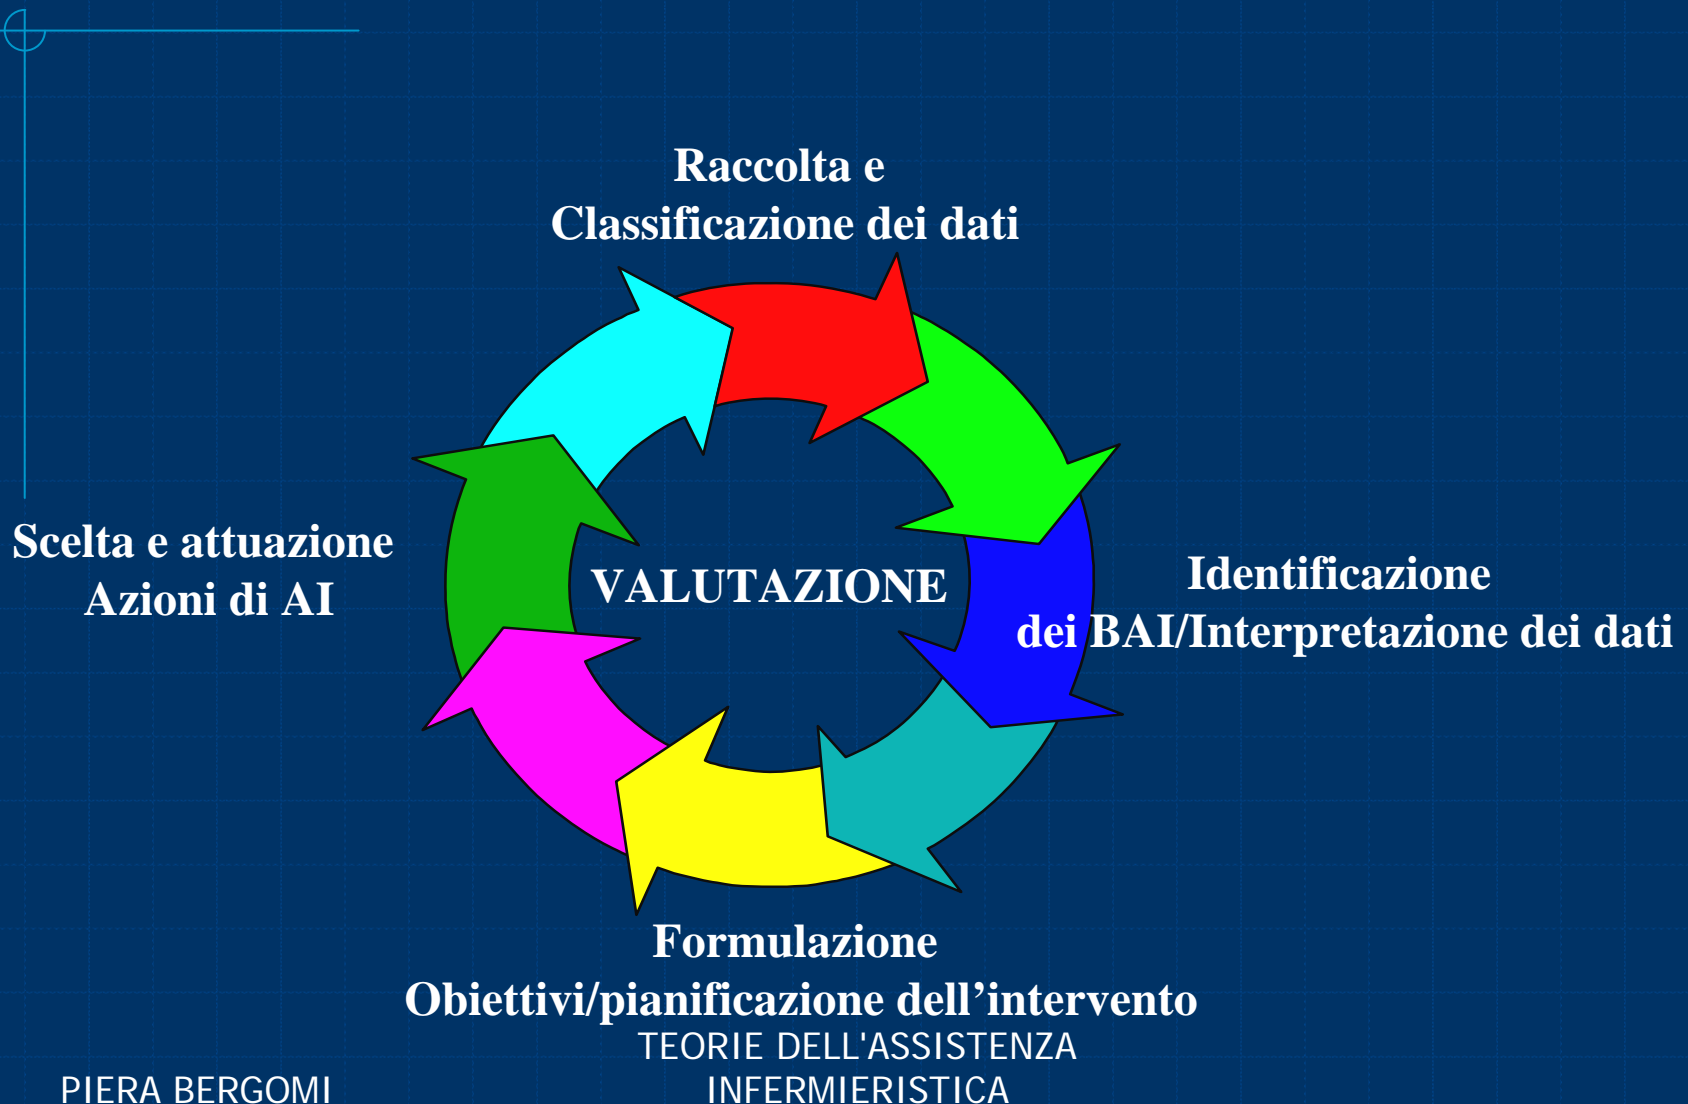 Raccolta e
Classificazione dei dati
Scelta e attuazione
Azioni di AI
VALUTAZIONE
Identificazione
dei BAI/Interpretazione dei dati
Formulazione
Obiettivi/pianificazione dell’intervento
TEORIE DELL'ASSISTENZA
INFERMIERISTICA
PIERA BERGOMI